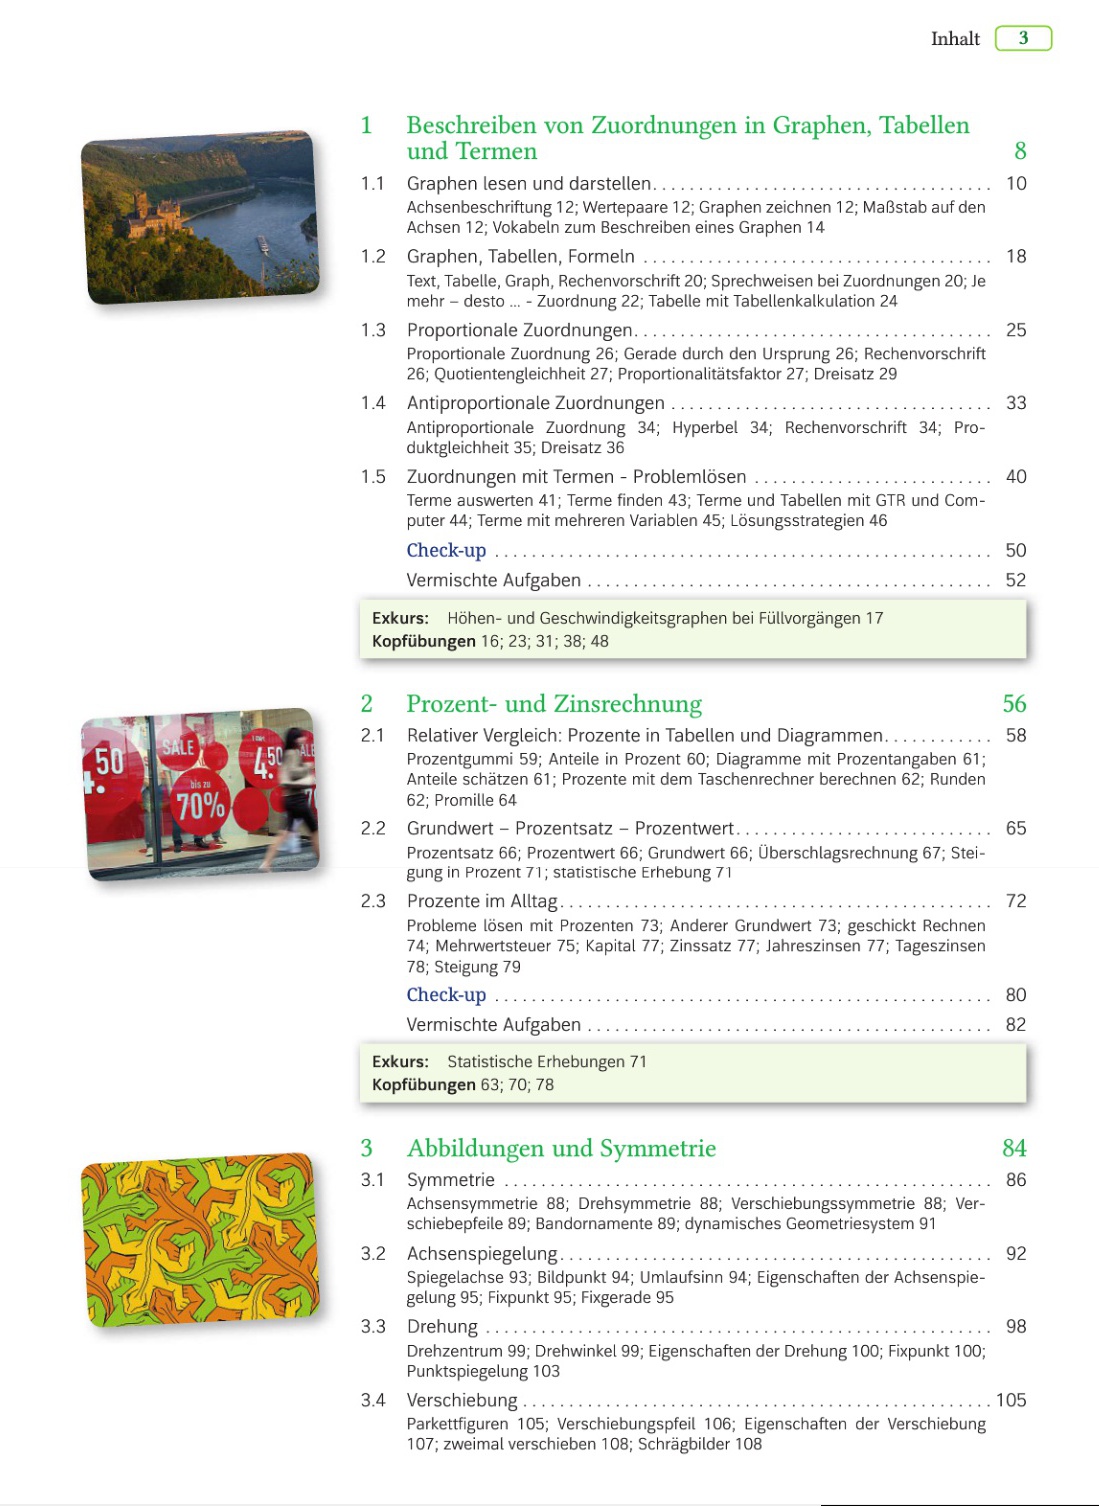 Inhalt 3
1 Beschreiben von Zuordnungen in Graphen, Tabellen
und Termen 8
1.1 Graphen lesen und darstellen. . . . . . . . . . . . . . . . . . . . . . . . . . . . . . . . . . . . . 10
Achsenbeschriftung 12; Wertepaare 12; Graphen zeichnen 12; Maßstab auf den
Achsen 12; Vokabeln zum Beschreiben eines Graphen 14
1.2 Graphen, Tabellen, Formeln . . . . . . . . . . . . . . . . . . . . . . . . . . . . . . . . . . . . . . 18
Text, Tabelle, Graph, Rechenvorschrift 20; Sprechweisen bei Zuordnungen 20; Je
mehr – desto ... - Zuordnung 22; Tabelle mit Tabellenkalkulation 24
1.3 Proportionale Zuordnungen. . . . . . . . . . . . . . . . . . . . . . . . . . . . . . . . . . . . . . . 25
Proportionale Zuordnung 26; Gerade durch den Ursprung 26; Rechenvorschrift
26; Quotientengleichheit 27; Proportionalitätsfaktor 27; Dreisatz 29
1.4 Antiproportionale Zuordnungen . . . . . . . . . . . . . . . . . . . . . . . . . . . . . . . . . . . 33
Antiproportionale Zuordnung 34; Hyperbel 34; Rechenvorschrift 34; Pro-
duktgleichheit 35; Dreisatz 36
1.5 Zuordnungen mit Termen - Problemlösen . . . . . . . . . . . . . . . . . . . . . . . . . . 40
Terme auswerten 41; Terme finden 43; Terme und Tabellen mit GTR und Com-
puter 44; Terme mit mehreren Variablen 45; Lösungsstrategien 46
Check-up . . . . . . . . . . . . . . . . . . . . . . . . . . . . . . . . . . . . . . . . . . . . . . . . . . . . . . 50
Vermischte Aufgaben . . . . . . . . . . . . . . . . . . . . . . . . . . . . . . . . . . . . . . . . . . . . 52
Exkurs: Höhen- und Geschwindigkeitsgraphen bei Füllvorgängen 17
Kopfübungen 16; 23; 31; 38; 48
2 Prozent- und Zinsrechnung 56
2.1 Relativer Vergleich: Prozente in Tabellen und Diagrammen. . . . . . . . . . . . 58
Prozentgummi 59; Anteile in Prozent 60; Diagramme mit Prozentangaben 61;
Anteile schätzen 61; Prozente mit dem Taschenrechner berechnen 62; Runden
62; Promille 64
2.2 Grundwert – Prozentsatz – Prozentwert. . . . . . . . . . . . . . . . . . . . . . . . . . . . 65
Prozentsatz 66; Prozentwert 66; Grundwert 66; Überschlagsrechnung 67; Stei-
gung in Prozent 71; statistische Erhebung 71
2.3 Prozente im Alltag. . . . . . . . . . . . . . . . . . . . . . . . . . . . . . . . . . . . . . . . . . . . . . . 72
Probleme lösen mit Prozenten 73; Anderer Grundwert 73; geschickt Rechnen
74; Mehrwertsteuer 75; Kapital 77; Zinssatz 77; Jahreszinsen 77; Tageszinsen
78; Steigung 79
Check-up . . . . . . . . . . . . . . . . . . . . . . . . . . . . . . . . . . . . . . . . . . . . . . . . . . . . . . 80
Vermischte Aufgaben . . . . . . . . . . . . . . . . . . . . . . . . . . . . . . . . . . . . . . . . . . . . 82
Exkurs: Statistische Erhebungen 71
Kopfübungen 63; 70; 78
50
SALE
4.50
bis zu
70%
3 Abbildungen und Symmetrie 84
3.1 Symmetrie . . . . . . . . . . . . . . . . . . . . . . . . . . . . . . . . . . . . . . . . . . . . . . . . . . . . . 86
Achsensymmetrie 88; Drehsymmetrie 88; Verschiebungssymmetrie 88; Ver-
schiebepfeile 89; Bandornamente 89; dynamisches Geometriesystem 91
3.2 Achsenspiegelung. . . . . . . . . . . . . . . . . . . . . . . . . . . . . . . . . . . . . . . . . . . . . . . 92
Spiegelachse 93; Bildpunkt 94; Umlaufsinn 94; Eigenschaften der Achsenspie-
gelung 95; Fixpunkt 95; Fixgerade 95
3.3 Drehung . . . . . . . . . . . . . . . . . . . . . . . . . . . . . . . . . . . . . . . . . . . . . . . . . . . . . . . 98
Drehzentrum 99; Drehwinkel 99; Eigenschaften der Drehung 100; Fixpunkt 100;
Punktspiegelung 103
3.4 Verschiebung . . . . . . . . . . . . . . . . . . . . . . . . . . . . . . . . . . . . . . . . . . . . . . . . . . . 105
Parkettfiguren 105; Verschiebungspfeil 106; Eigenschaften der Verschiebung
107; zweimal verschieben 108; Schrägbilder 108